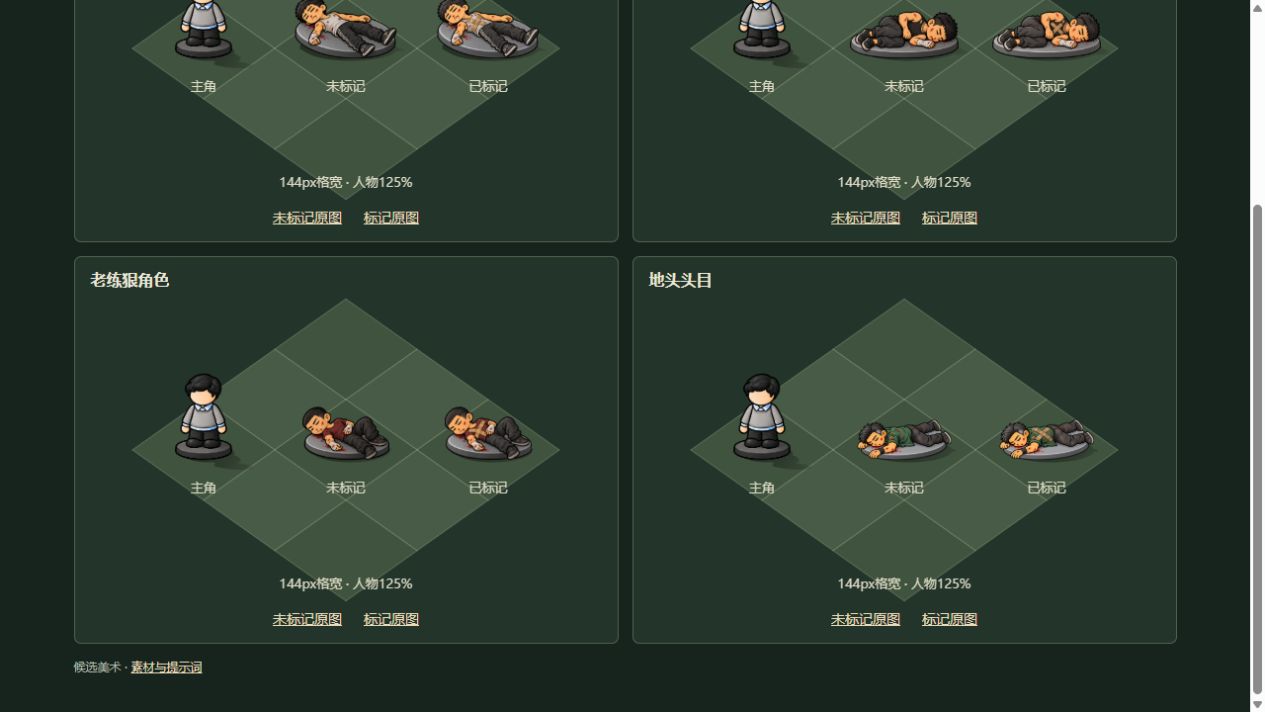 主角 未标记 已标记
主角 未标记 已标记
144px格宽 · 人物125%
144px格宽 · 人物125%
未标记原图 标记原图
未标记原图 标记原图
老练狠角色
地头头目
主角 未标记 已标记
主角 未标记 已标记
144px格宽 · 人物125%
144px格宽 · 人物125%
未标记原图 标记原图
未标记原图 标记原图
候选美术 · 素材与提示词